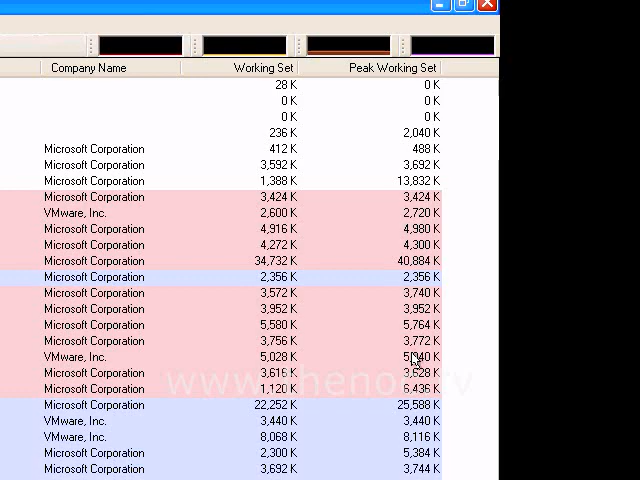 Company Name Working Set Peak Working Set
28 K 0 K
0 K 0 K
0 K 0 K
236 K 2,040 K
Microsoft Corporation 412 K 488 K
Microsoft Corporation 3,592 K 3,692 K
Microsoft Corporation 1,388 K 13,832 K
Microsoft Corporation 3,424 K 3,424 K
VMware, Inc. 2,600 K 2,720 K
Microsoft Corporation 4,916 K 4,980 K
Microsoft Corporation 4,272 K 4,300 K
Microsoft Corporation 34,732 K 40,884 K
Microsoft Corporation 2,356 K 2,356 K
Microsoft Corporation 3,572 K 3,740 K
Microsoft Corporation 3,952 K 3,952 K
Microsoft Corporation 5,580 K 5,764 K
Microsoft Corporation 3,756 K 3,772 K
VMware, Inc. 5,028 K
Microsoft Corporation 3,616 K 3,628 K
Microsoft Corporation 1,120 K 6,436 K
Microsoft Corporation 22,252 K 25,588 K
VMware, Inc. 3,440 K 3,440 K
VMware, Inc. 8,068 K 8,116 K
Microsoft Corporation 2,300 K 5,384 K
Microsoft Corporation 3,692 K 3,744 K